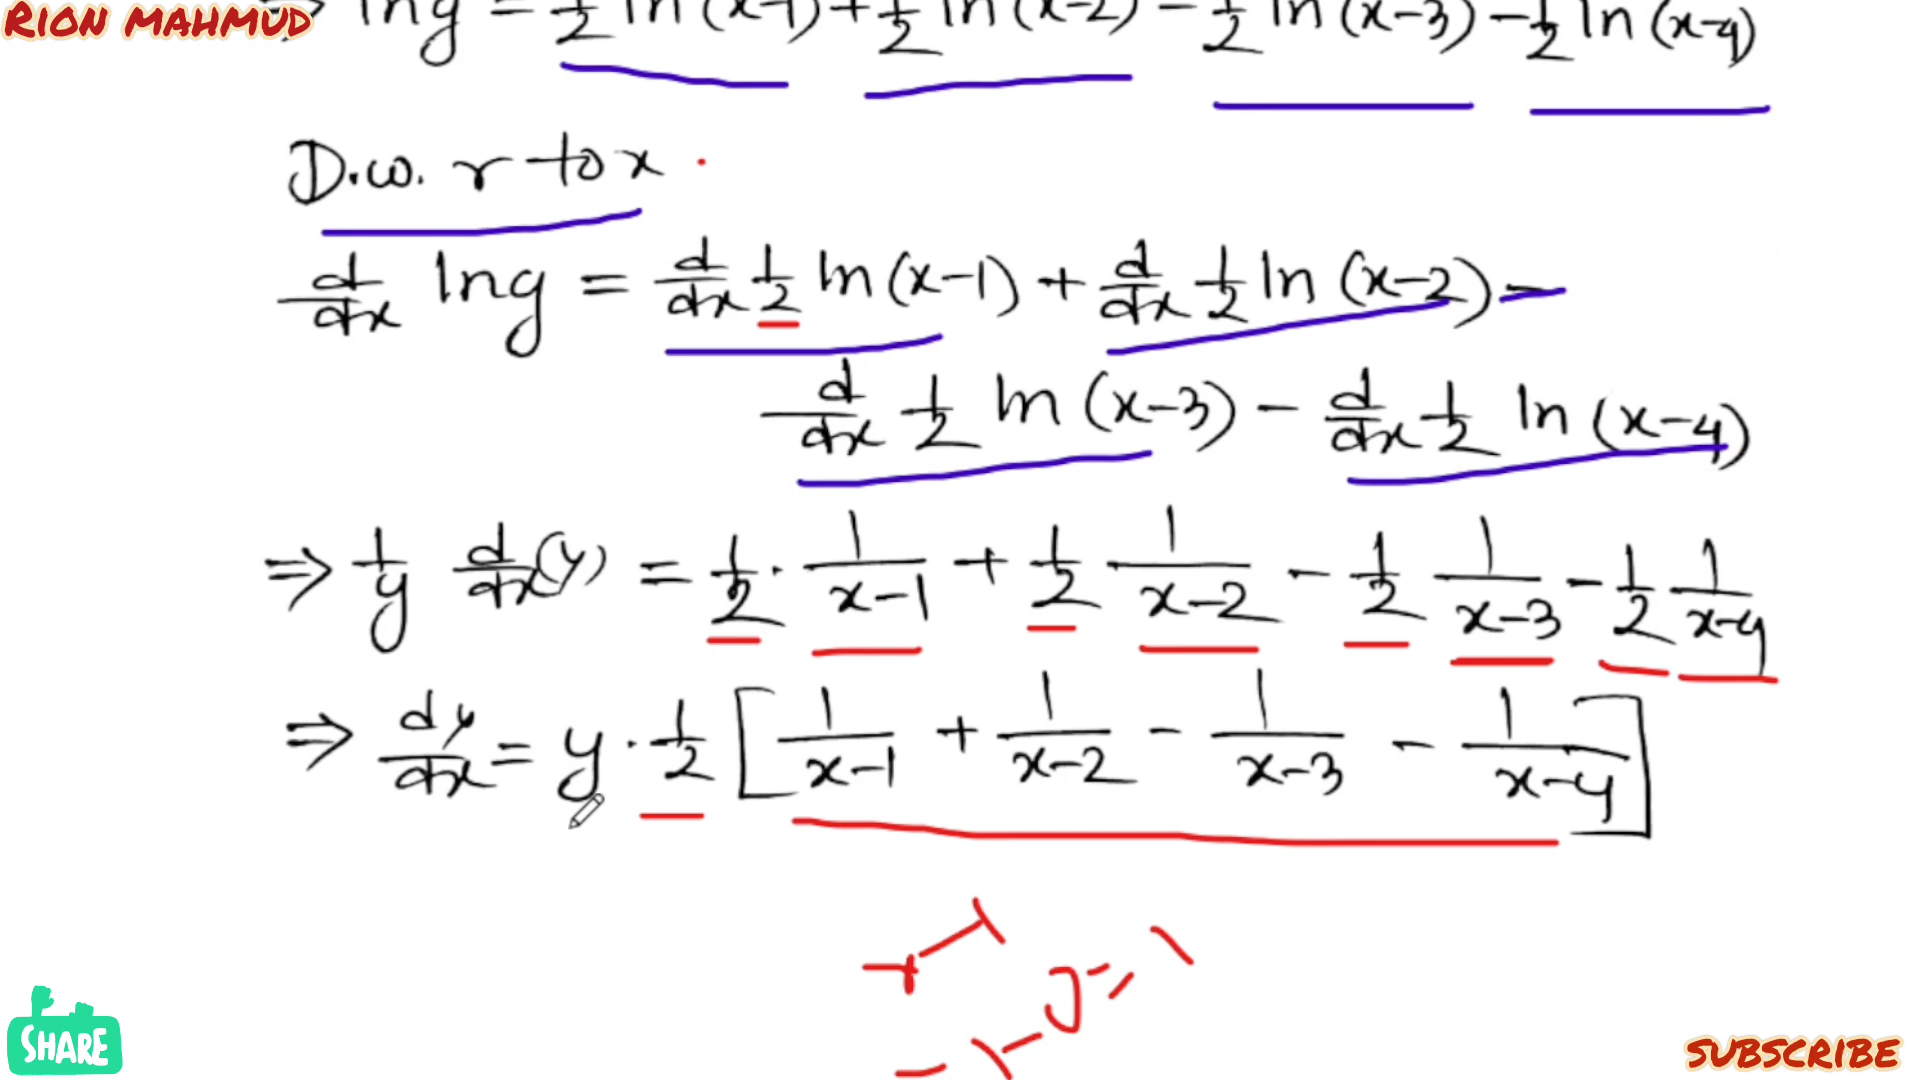 RION MAHMUD
⇒ lny = 1/2 ln (x-1) + 1/2 ln (x-2) - 1/2 ln (x-3) - 1/2 ln (x-4)
D.w. r to x
d/dx lny = d/dx 1/2 ln (x-1) + d/dx 1/2 ln (x-2) -
d/dx 1/2 ln (x-3) - d/dx 1/2 ln (x-4)
⇒ 1/y d/dx (y) = 1/2 · 1/(x-1) + 1/2 1/(x-2) - 1/2 1/(x-3) - 1/2 1/(x-4)
⇒ dy/dx = y · 1/2 [ 1/(x-1) + 1/(x-2) - 1/(x-3) - 1/(x-4) ]
SHARE
SUBSCRIBE